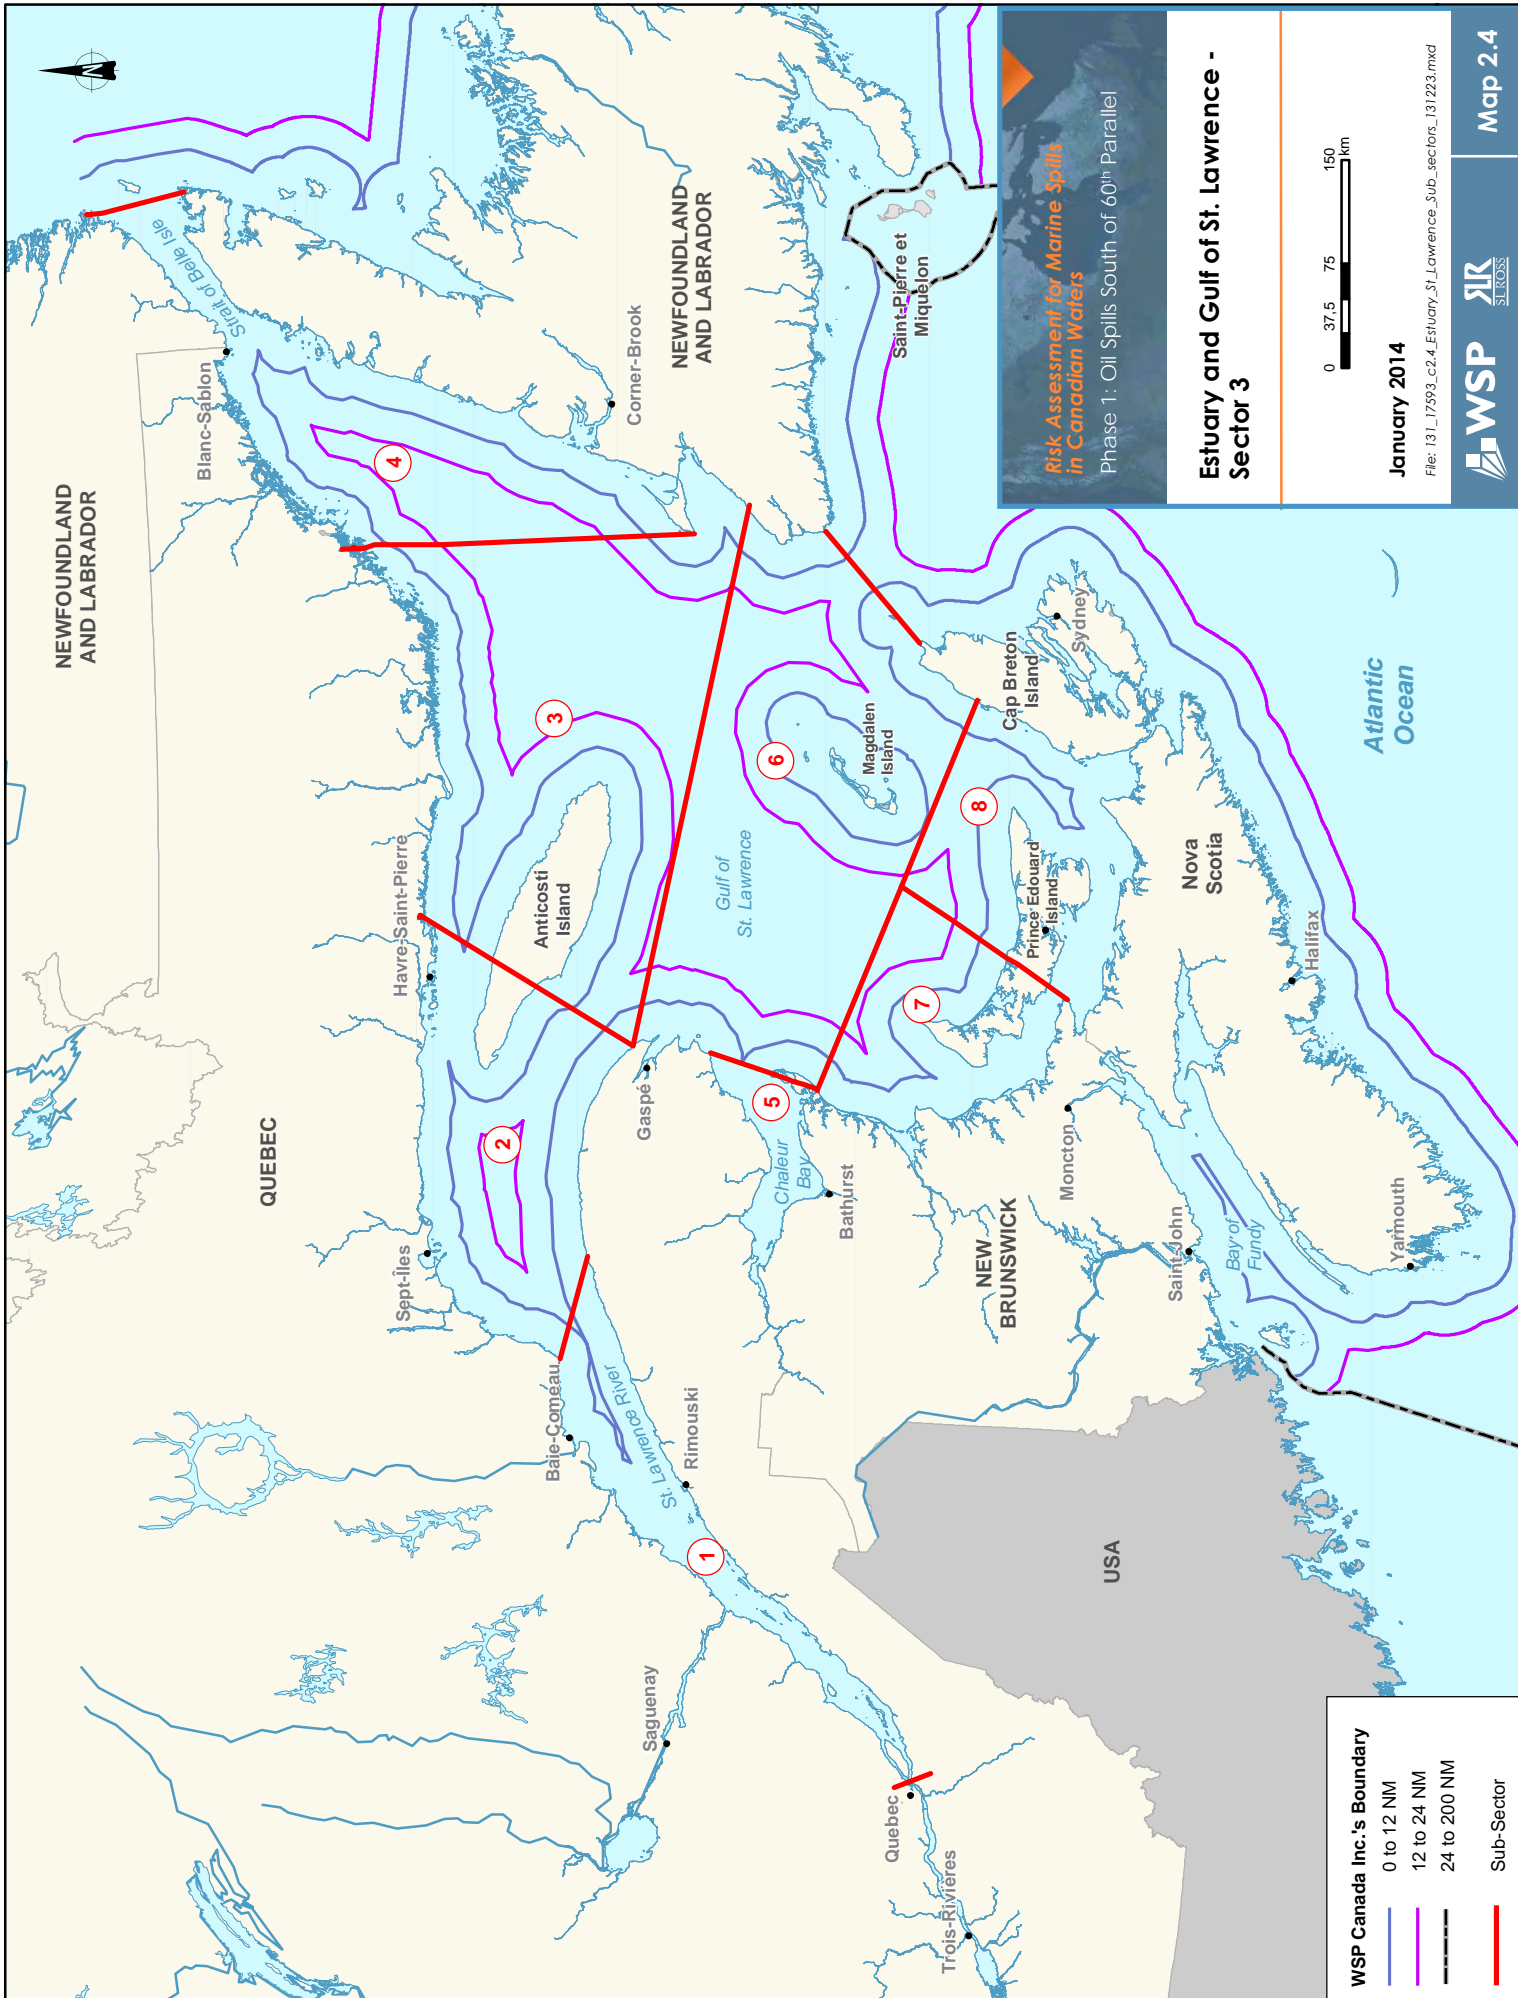 NEWFOUNDLAND
AND LABRADOR
QUEBEC
Strait of Belle Isle
Blanc-Sablon
Havre-Saint-Pierre
Sept-Îles
Baie-Comeau
Anticosti
Island
Corner-Brook
NEWFOUNDLAND
AND LABRADOR
St. Lawrence River
Rimouski
Gaspé
Saguenay
Gulf of
St. Lawrence
Chaleur
Bay
Bathurst
Magdalen
Island
Saint-Pierre et
Miquelon
Quebec
Trois-Rivières
NEW
BRUNSWICK
Moncton
Prince Edouard
Island
Cap Breton
Island
Sydney
USA
Saint-John
Bay of
Fundy
Nova
Scotia
Halifax
Yarmouth
Atlantic
Ocean
1
2
3
4
5
6
7
8
N
WSP Canada Inc.'s Boundary
0 to 12 NM
12 to 24 NM
24 to 200 NM
Sub-Sector
Risk Assessment for Marine Spills
in Canadian Waters
Phase 1: Oil Spills South of 60th Parallel
Estuary and Gulf of St. Lawrence -
Sector 3
0 37,5 75 150
km
January 2014
File: 131_17593_c2.4_Estuary_St_Lawrence_Sub_sectors_131223.mxd
WSP
SLR
SL ROSS
Map 2.4